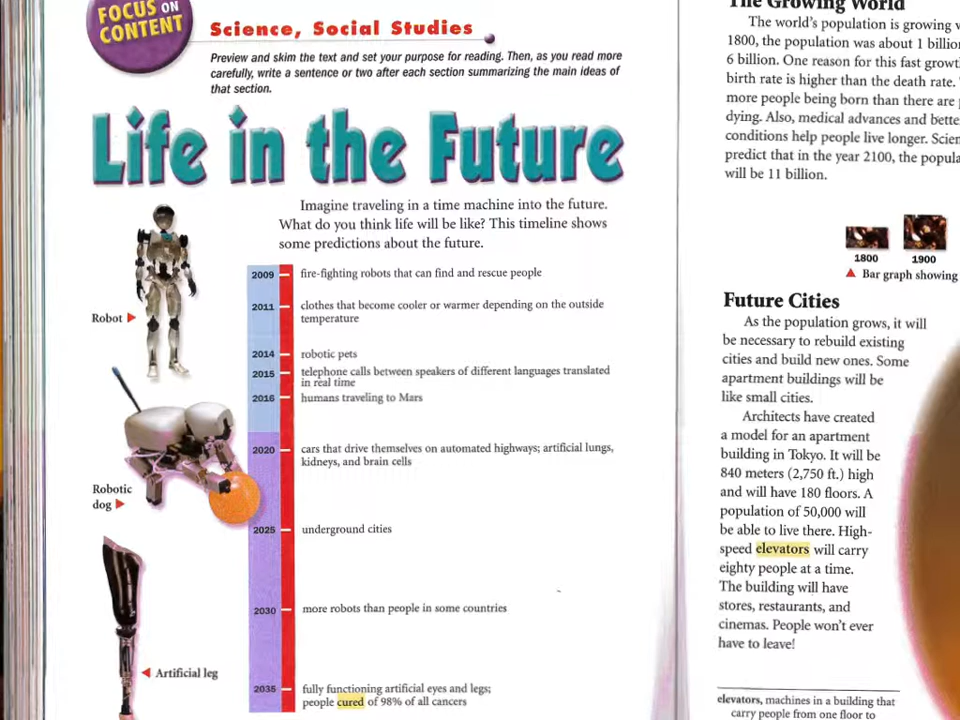 FOCUS ON
CONTENT
Science, Social Studies
Preview and skim the text and set your purpose for reading. Then, as you read more
carefully, write a sentence or two after each section summarizing the main ideas of
that section.
Life in the Future
Imagine traveling in a time machine into the future.
What do you think life will be like? This timeline shows
some predictions about the future.
2009 fire-fighting robots that can find and rescue people
2011 clothes that become cooler or warmer depending on the outside
temperature
Robot
2014 robotic pets
2015 telephone calls between speakers of different languages translated
in real time
2016 humans traveling to Mars
2020 cars that drive themselves on automated highways; artificial lungs,
kidneys, and brain cells
Robotic
dog
2025 underground cities
2030 more robots than people in some countries
Artificial leg
2035 fully functioning artificial eyes and legs;
people cured of 98% of all cancers
The Growing World
The world's population is growing
1800, the population was about 1
6 billion. One reason for this fast
birth rate is higher than the death rate.
more people being born than there are
dying. Also, medical advances and
conditions help people live longer.
predict that in the year 2100, the
will be 11 billion.
1800 1900
Bar graph showing
Future Cities
As the population grows, it will
be necessary to rebuild existing
cities and build new ones. Some
apartment buildings will be
like small cities.
Architects have created
a model for an apartment
building in Tokyo. It will be
840 meters (2,750 ft.) high
and will have 180 floors. A
population of 50,000 will
be able to live there. High-
speed elevators will carry
eighty people at a time.
The building will have
stores, restaurants, and
cinemas. People won't ever
have to leave!
elevators, machines in a building that
carry people from one floor to